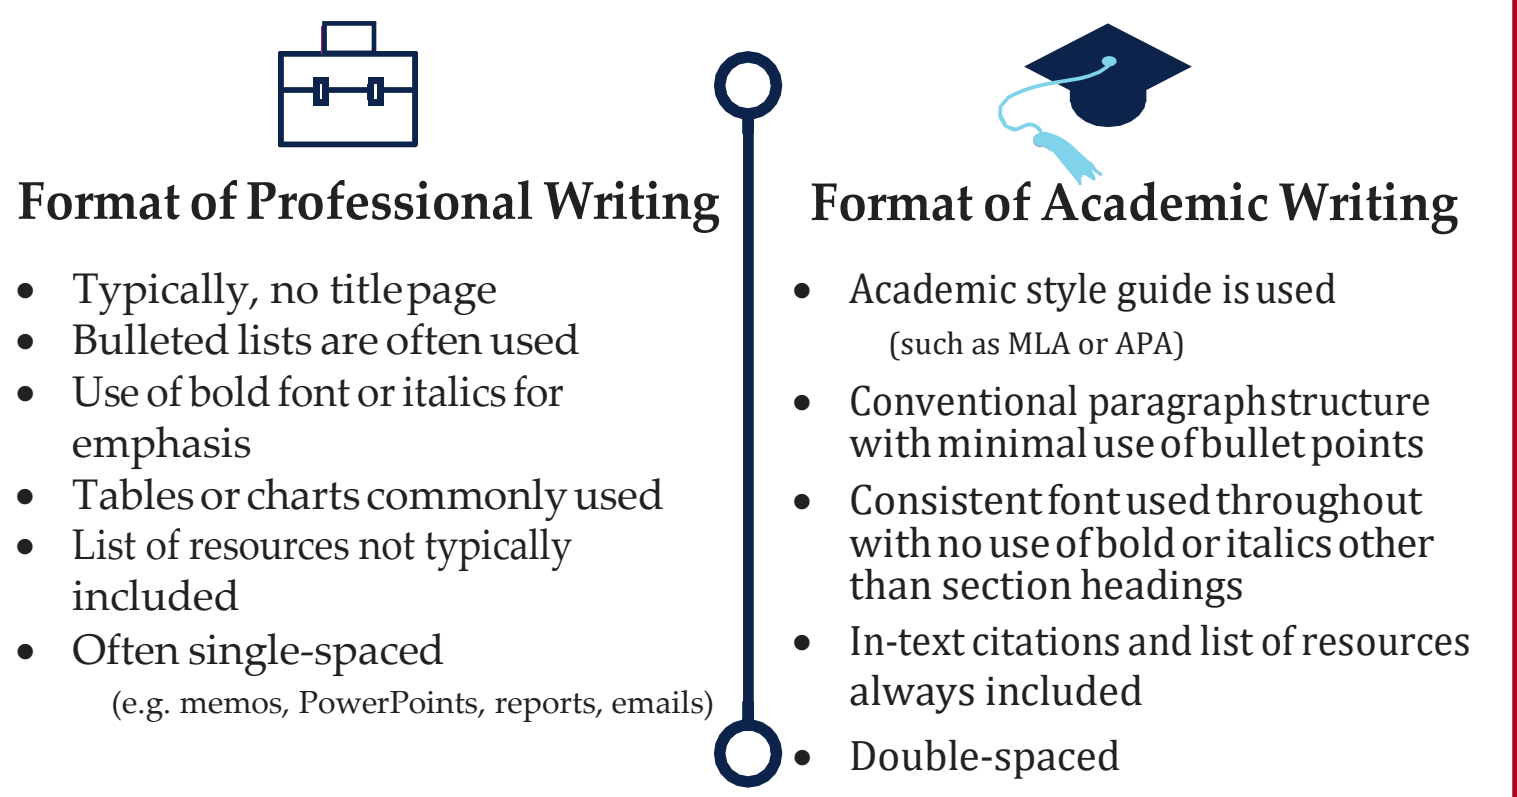 Format of Professional Writing
• Typically, no title page
• Bulleted lists are often used
• Use of bold font or italics for
emphasis
• Tables or charts commonly used
• List of resources not typically
included
• Often single-spaced
(e.g. memos, PowerPoints, reports, emails)
Format of Academic Writing
• Academic style guide is used
(such as MLA or APA)
• Conventional paragraph structure
with minimal use of bullet points
• Consistent font used throughout
with no use of bold or italics other
than section headings
• In-text citations and list of resources
always included
• Double-spaced